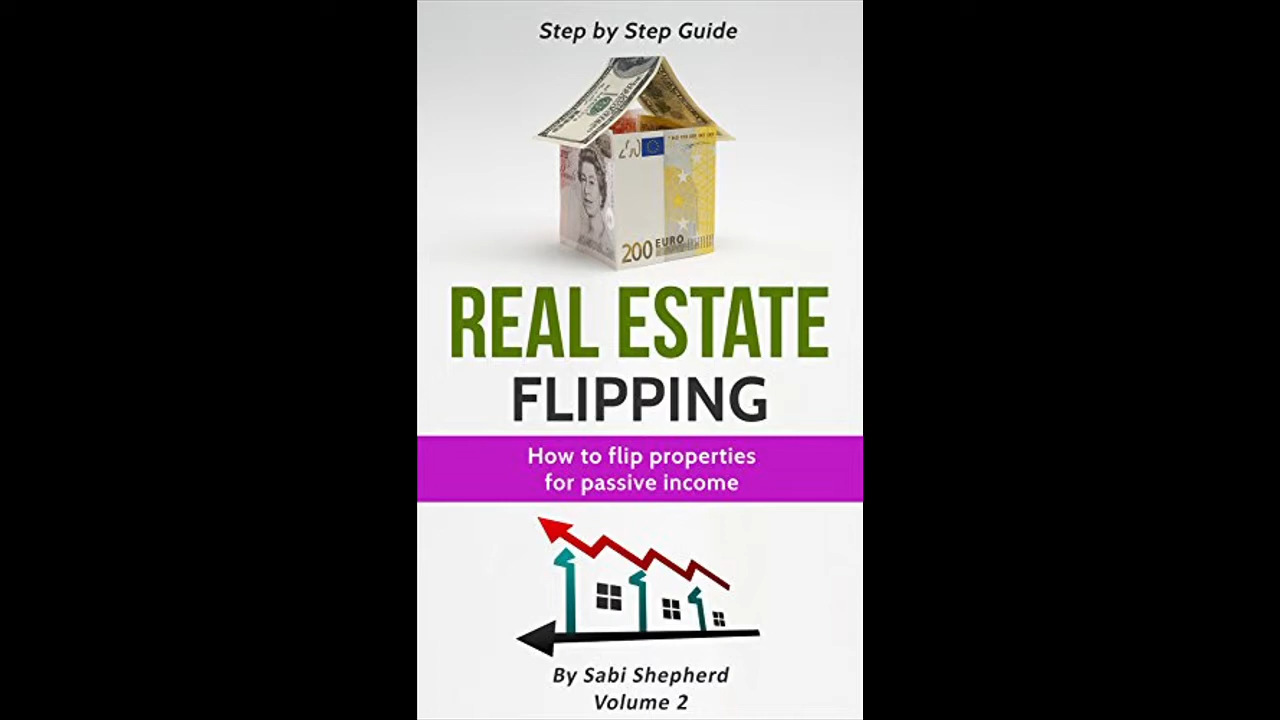 Step by Step Guide
200 EURO
REAL ESTATE
FLIPPING
How to flip properties
for passive income
By Sabi Shepherd
Volume 2